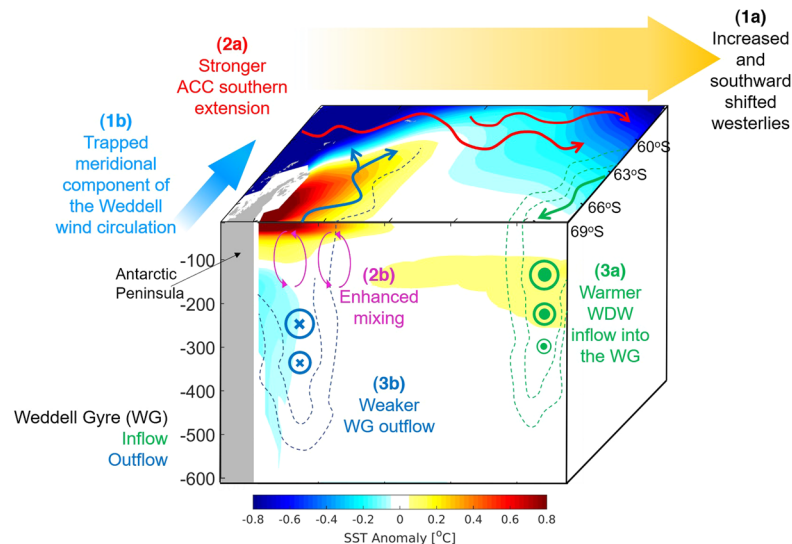 (1a)
Increased
and
southward
shifted
westerlies
(2a)
Stronger
ACC southern
extension
(1b)
Trapped
meridional
component of
the Weddell
wind circulation
60°S
63°S
66°S
69°S
Antarctic
Peninsula
-100
-200
-300
-400
-500
-600
(2b)
Enhanced
mixing
(3a)
Warmer
WDW
inflow into
the WG
(3b)
Weaker
WG outflow
Weddell Gyre (WG)
Inflow
Outflow
-0.8 -0.6 -0.4 -0.2 0 0.2 0.4 0.6 0.8
SST Anomaly [°C]